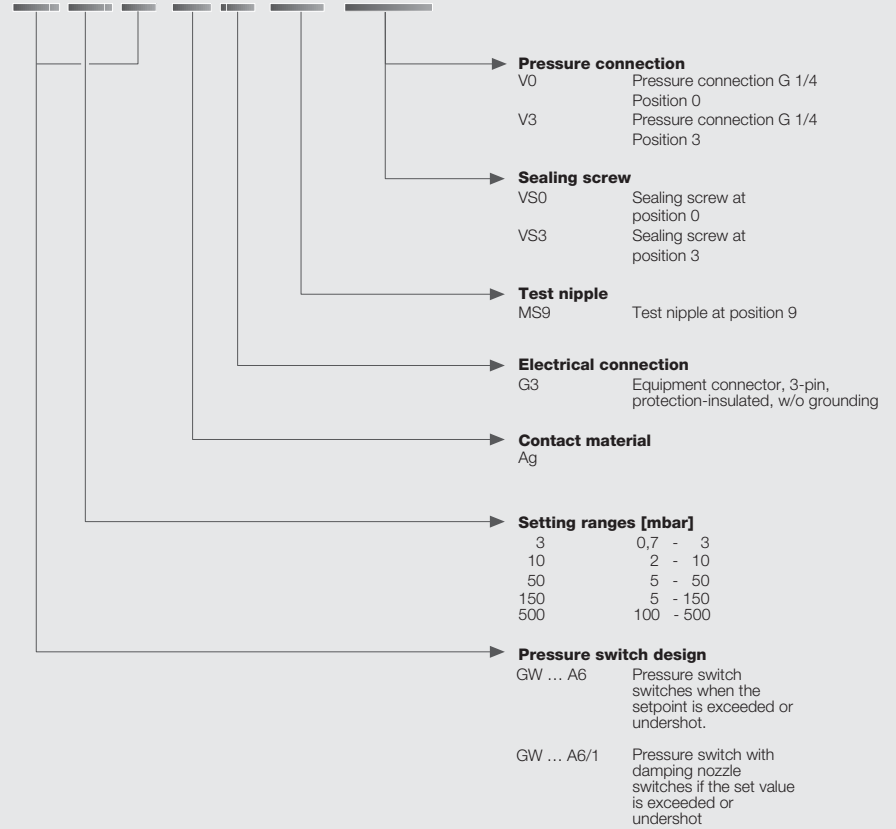 Pressure connection
V0 Pressure connection G 1/4
Position 0
V3 Pressure connection G 1/4
Position 3
Sealing screw
VS0 Sealing screw at
position 0
VS3 Sealing screw at
position 3
Test nipple
MS9 Test nipple at position 9
Electrical connection
G3 Equipment connector, 3-pin,
protection-insulated, w/o grounding
Contact material
Ag
Setting ranges [mbar]
3 0,7 - 3
10 2 - 10
50 5 - 50
150 5 - 150
500 100 - 500
Pressure switch design
GW … A6 Pressure switch
switches when the
setpoint is exceeded or
undershot.
GW … A6/1 Pressure switch with
damping nozzle
switches if the set value
is exceeded or
undershot